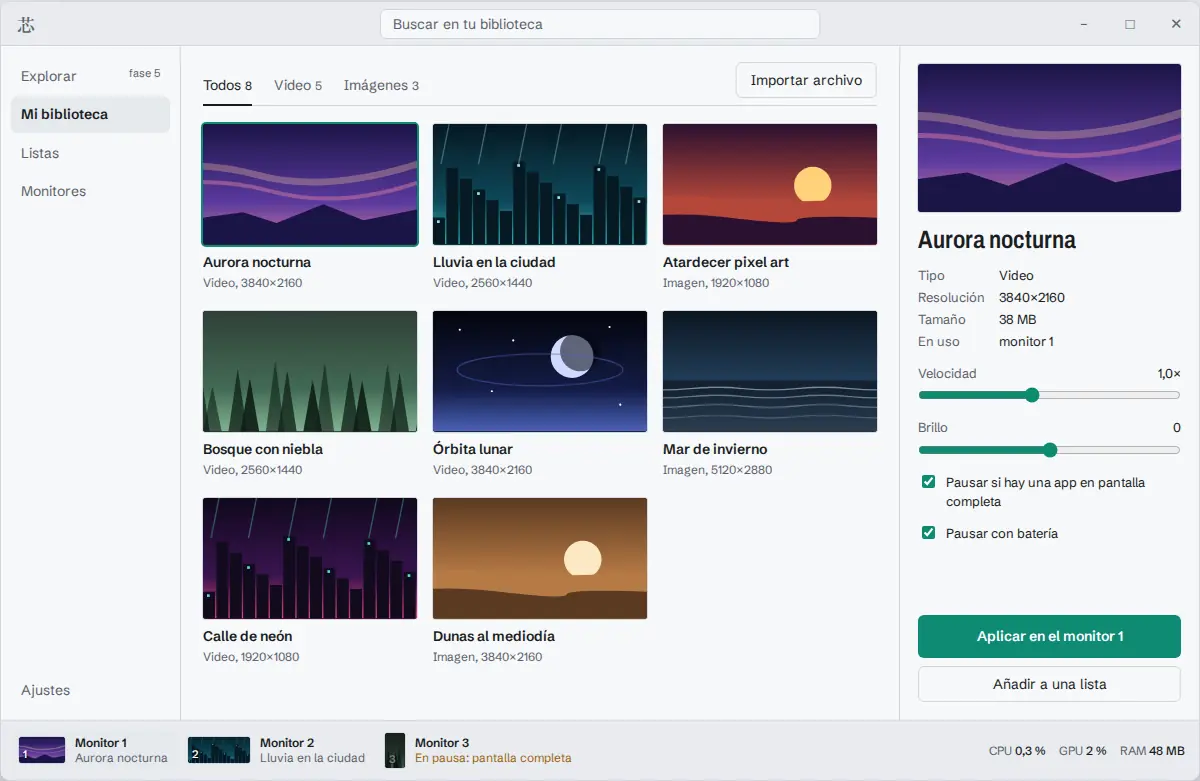 芯
Buscar en tu biblioteca
Explorar
fase 5
Mi biblioteca
Listas
Monitores
Ajustes
Todos 8
Video 5
Imágenes 3
Importar archivo
Aurora nocturna
Video, 3840×2160
Lluvia en la ciudad
Video, 2560×1440
Atardecer pixel art
Imagen, 1920×1080
Bosque con niebla
Video, 2560×1440
Órbita lunar
Video, 3840×2160
Mar de invierno
Imagen, 5120×2880
Calle de neón
Video, 1920×1080
Dunas al mediodía
Imagen, 3840×2160
Aurora nocturna
Tipo Video
Resolución 3840×2160
Tamaño 38 MB
En uso monitor 1
Velocidad 1,0×
Brillo 0
Pausar si hay una app en pantalla
completa
Pausar con batería
Aplicar en el monitor 1
Añadir a una lista
1
Monitor 1
Aurora nocturna
2
Monitor 2
Lluvia en la ciudad
3
Monitor 3
En pausa: pantalla completa
CPU 0,3 % GPU 2 % RAM 48 MB